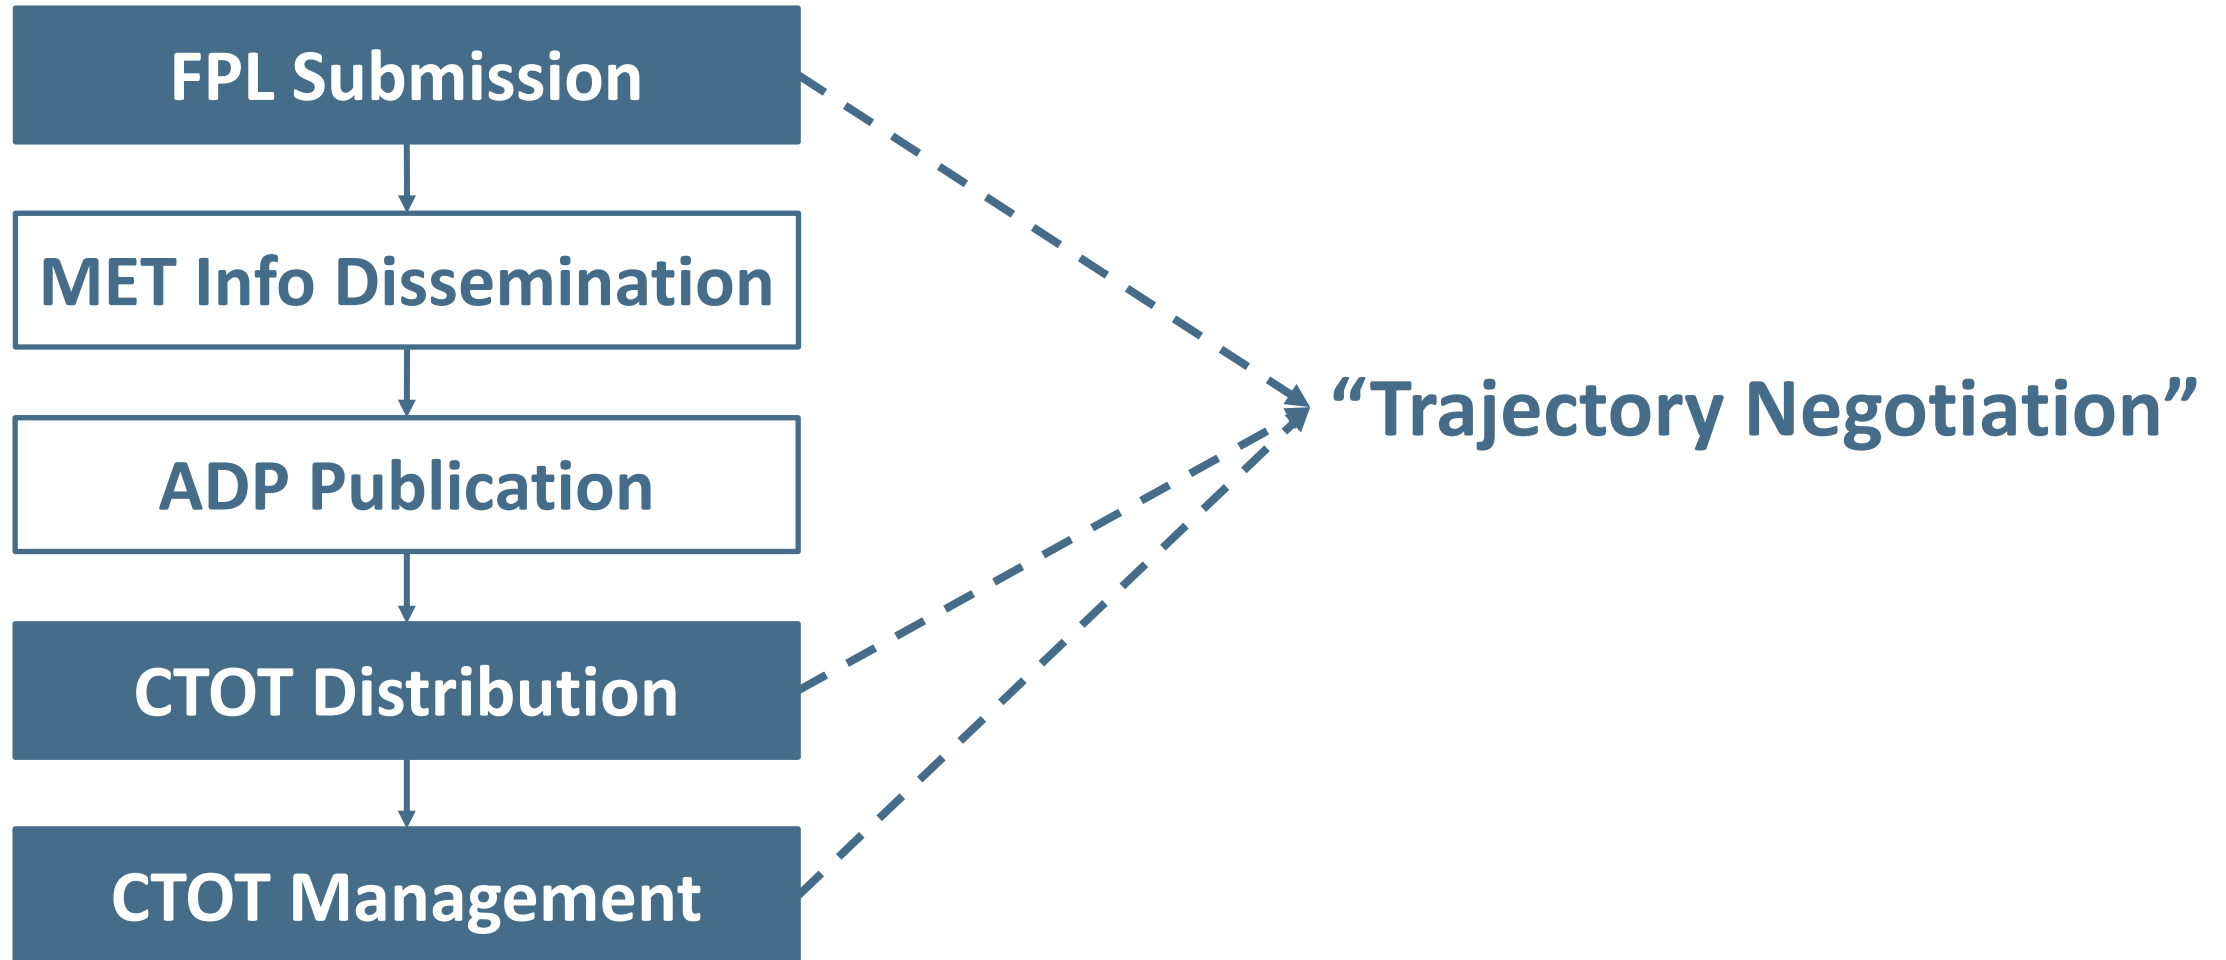 FPL Submission
MET Info Dissemination
ADP Publication
CTOT Distribution
CTOT Management
“Trajectory Negotiation”